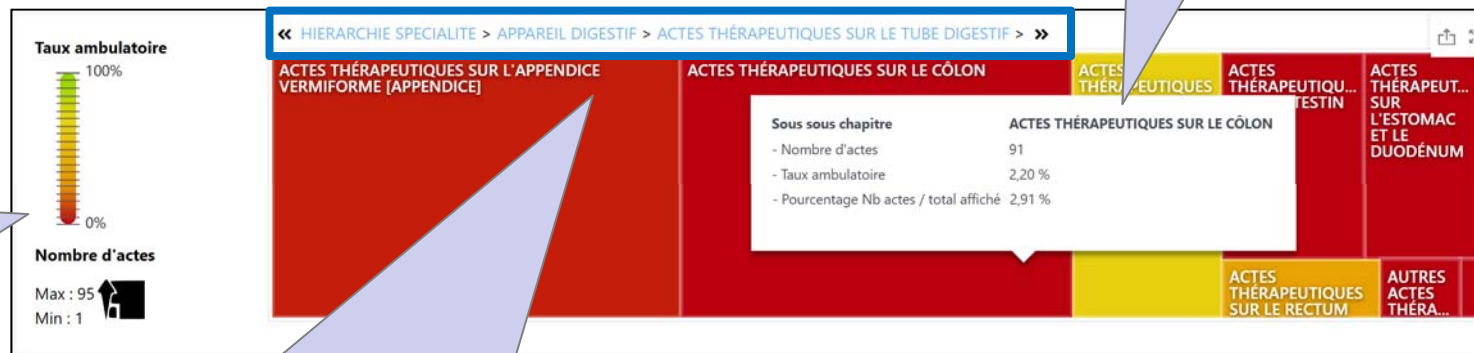 Taux ambulatoire
100%
0%
Nombre d'actes
Max : 95
Min : 1
« HIERARCHIE SPECIALITE > APPAREIL DIGESTIF > ACTES THÉRAPEUTIQUES SUR LE TUBE DIGESTIF > »
ACTES THÉRAPEUTIQUES SUR L'APPENDICE
VERMIFORME [APPENDICE]
ACTES THÉRAPEUTIQUES SUR LE CÔLON
ACTES
THÉRAPEUTIQUES
ACTES
THÉRAPEUTIQU...
ACTES
THÉRAPEUT...
SUR
L'ESTOMAC
ET LE
DUODÉNUM
Sous sous chapitre ACTES THÉRAPEUTIQUES SUR LE CÔLON
- Nombre d'actes 91
- Taux ambulatoire 2,20 %
- Pourcentage Nb actes / total affiché 2,91 %
ACTES
THÉRAPEUTIQUES
SUR LE RECTUM
AUTRES
ACTES
THÉRA...